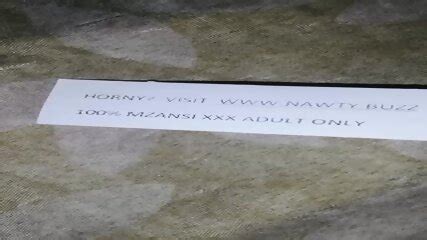 HORNY? VISIT WWW.NAWTY.BUZZ
100% MZANSI XXX ADULT ONLY